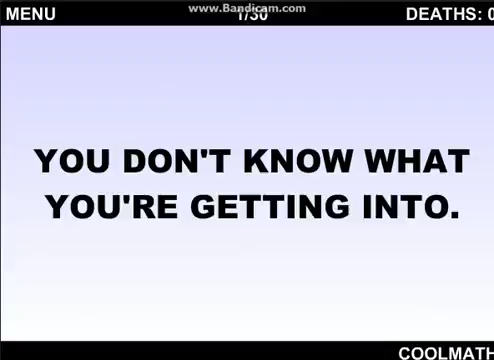 MENU
www.Bandicam.com
1/30
DEATHS: 0
YOU DON'T KNOW WHAT
YOU'RE GETTING INTO.
COOLMATH